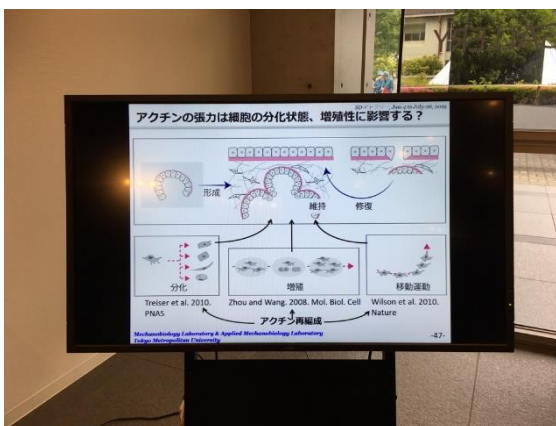 アクチンの張力は細胞の分化状態、増殖性に影響する？
形成
維持
修復
分化
増殖
移動運動
Treiser et al. 2010.
PNAS
Zhou and Wang. 2008. Mol. Biol. Cell
Wilson et al. 2010.
Nature
アクチン再編成
Mechanobiology Laboratory & Applied Mechanobiology Laboratory
Tokyo Metropolitan University
-47-